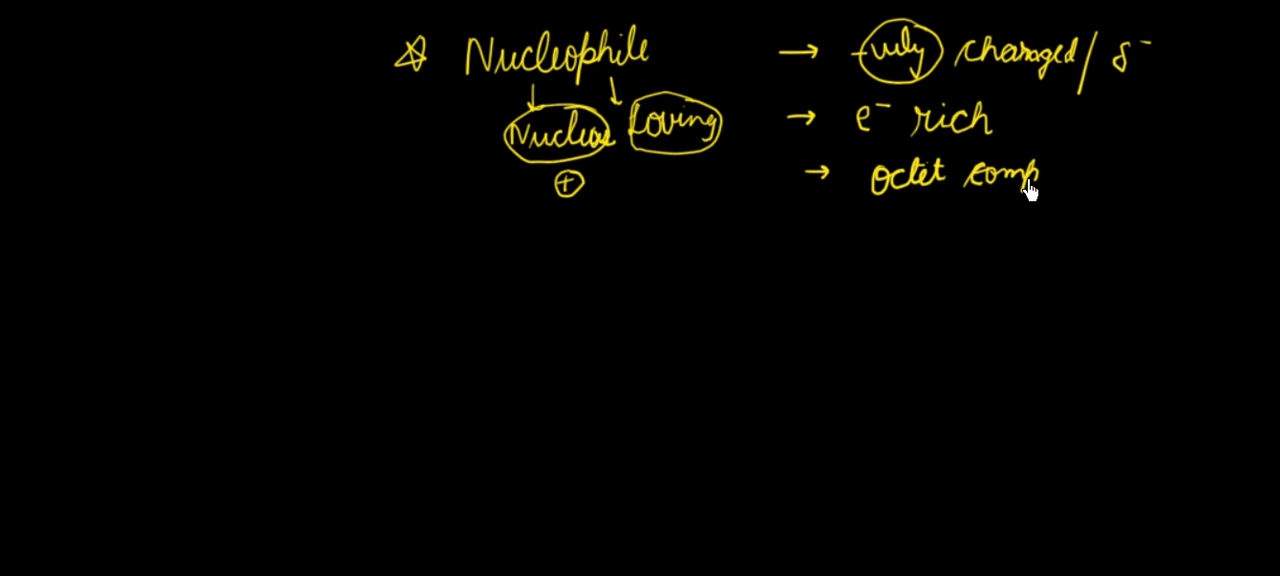 ☆ Nucleophile → -vely charged / δ⁻
↓ ↓
Nucleus Loving → e⁻ rich
⊕ → Octet comp